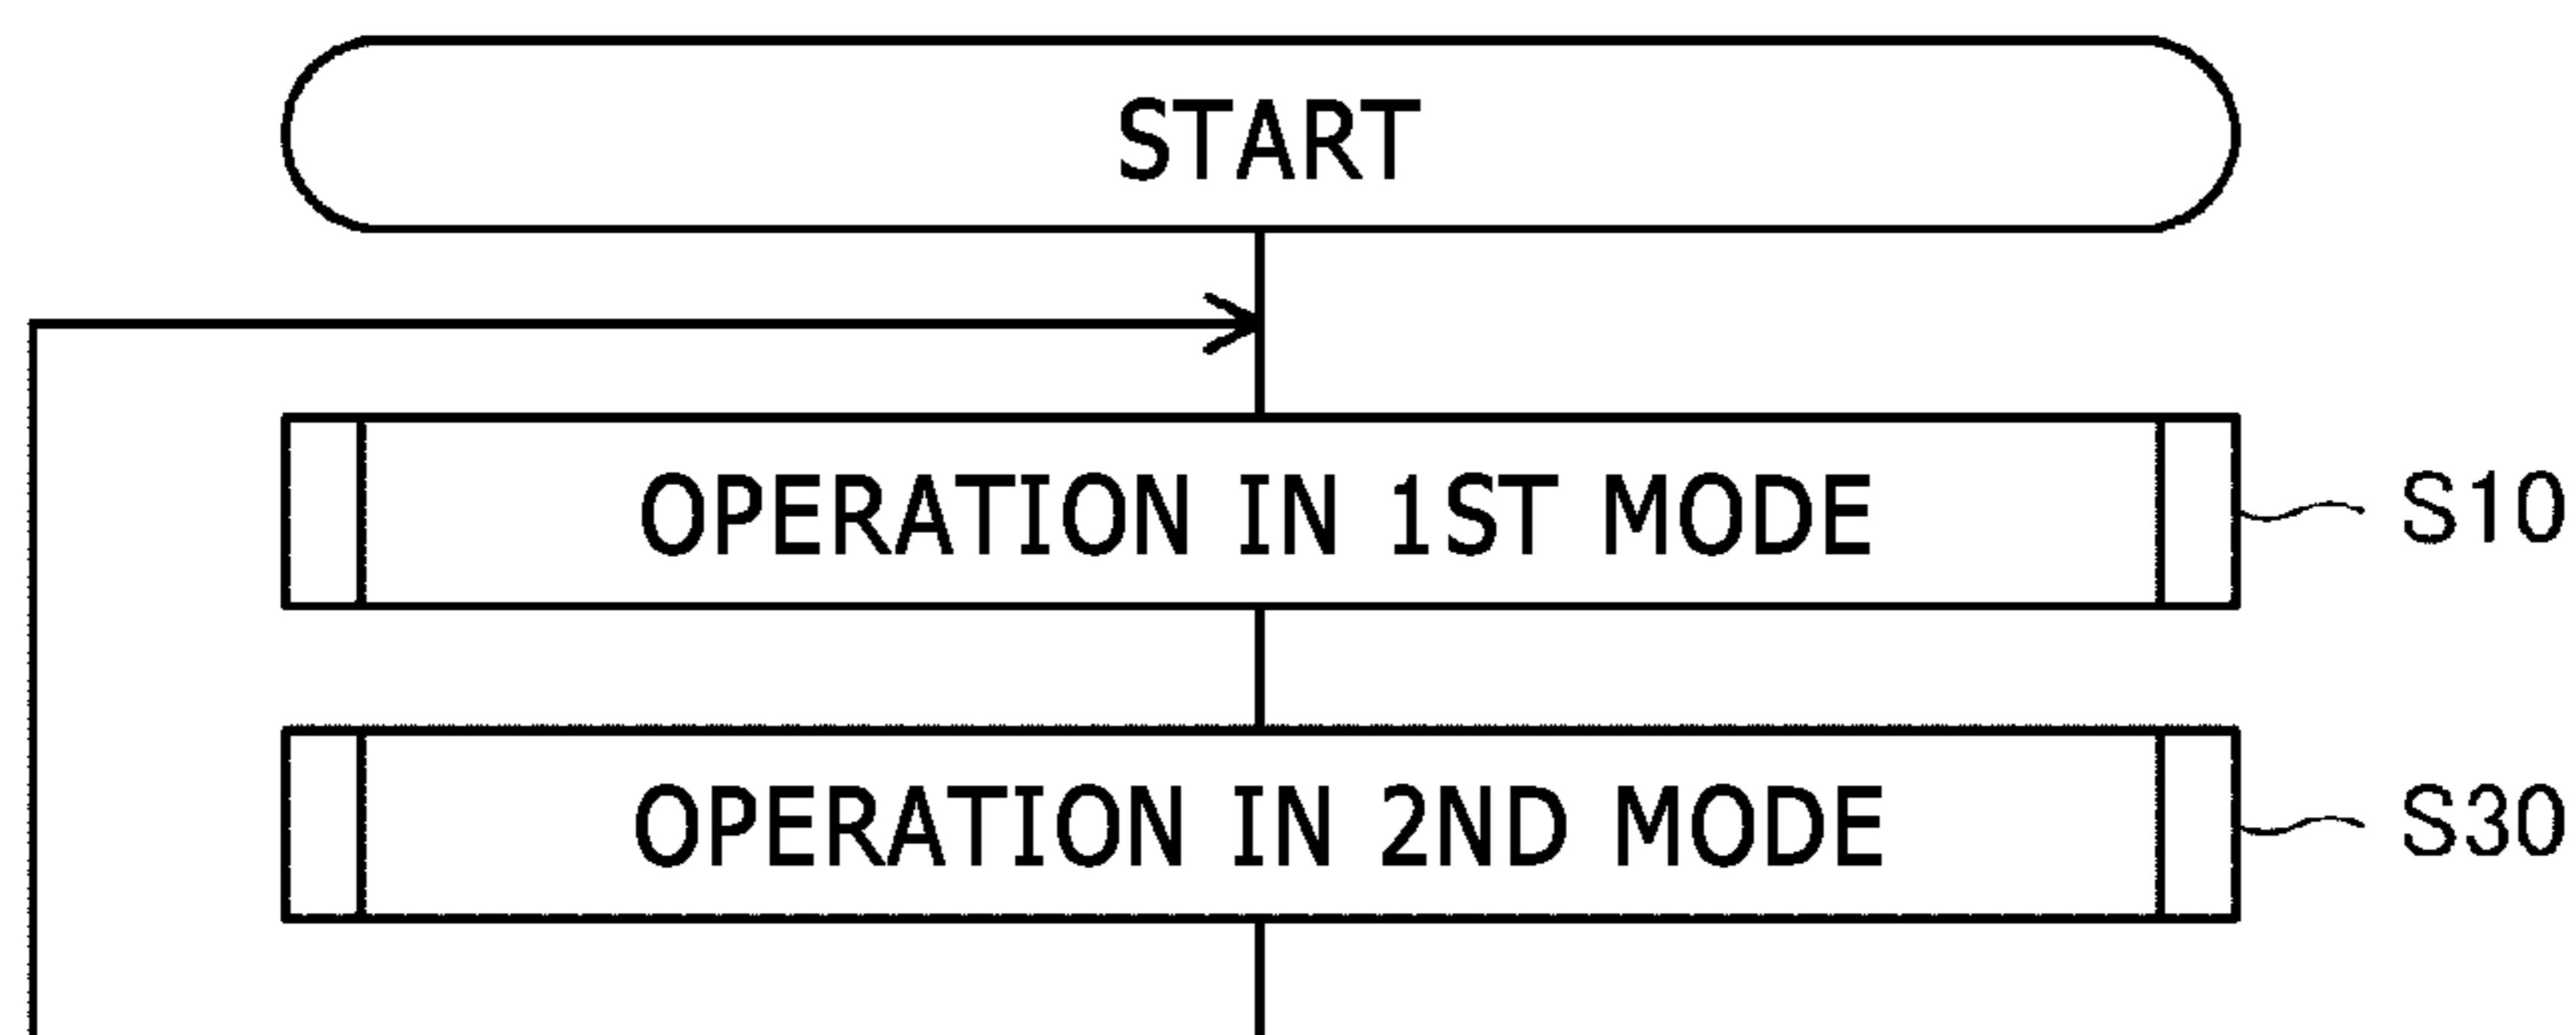 START
OPERATION IN 1ST MODE
S10
OPERATION IN 2ND MODE
S30